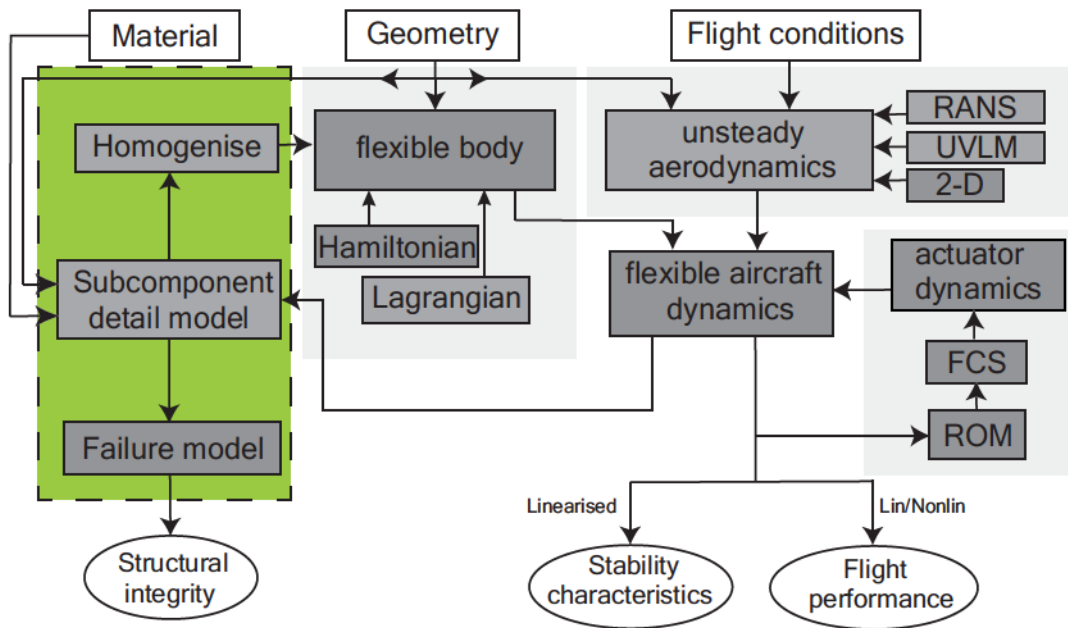 Material
Geometry
Flight conditions
Homogenise
flexible body
unsteady
aerodynamics
RANS
UVLM
2-D
Hamiltonian
Lagrangian
Subcomponent
detail model
flexible aircraft
dynamics
actuator
dynamics
FCS
ROM
Failure model
Linearised
Lin/Nonlin
Structural
integrity
Stability
characteristics
Flight
performance